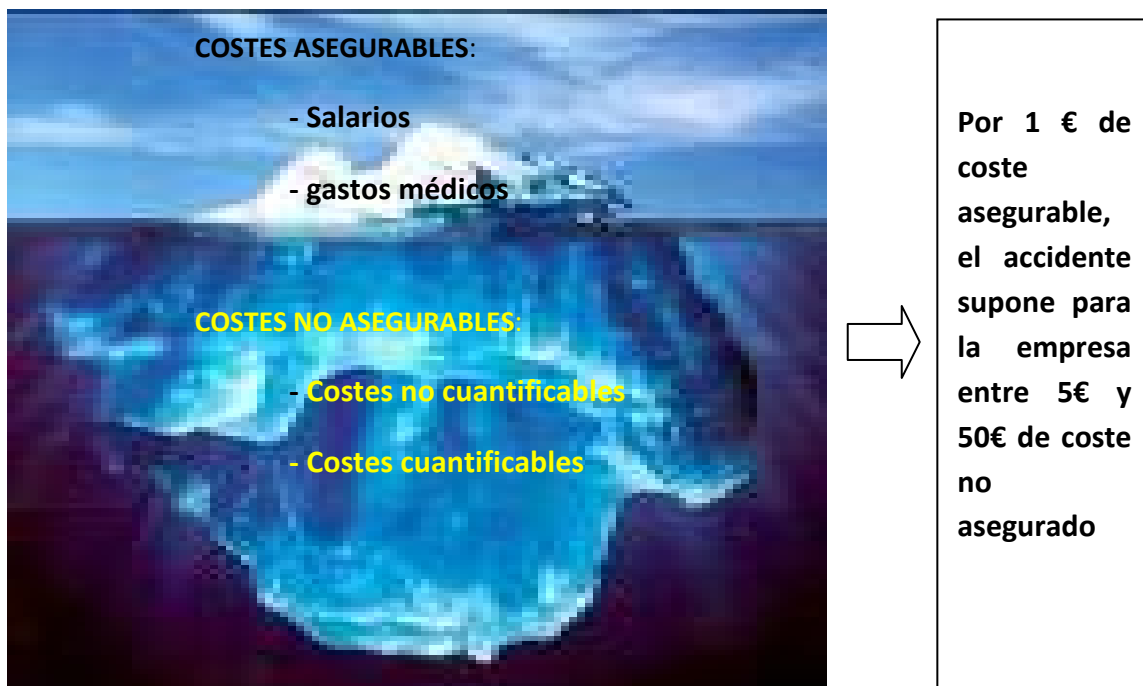 COSTES ASEGURABLES:
- Salarios
- gastos médicos
COSTES NO ASEGURABLES:
- Costes no cuantificables
- Costes cuantificables
Por 1 € de
coste
asegurable,
el accidente
supone para
la empresa
entre 5€ y
50€ de coste
no
asegurado